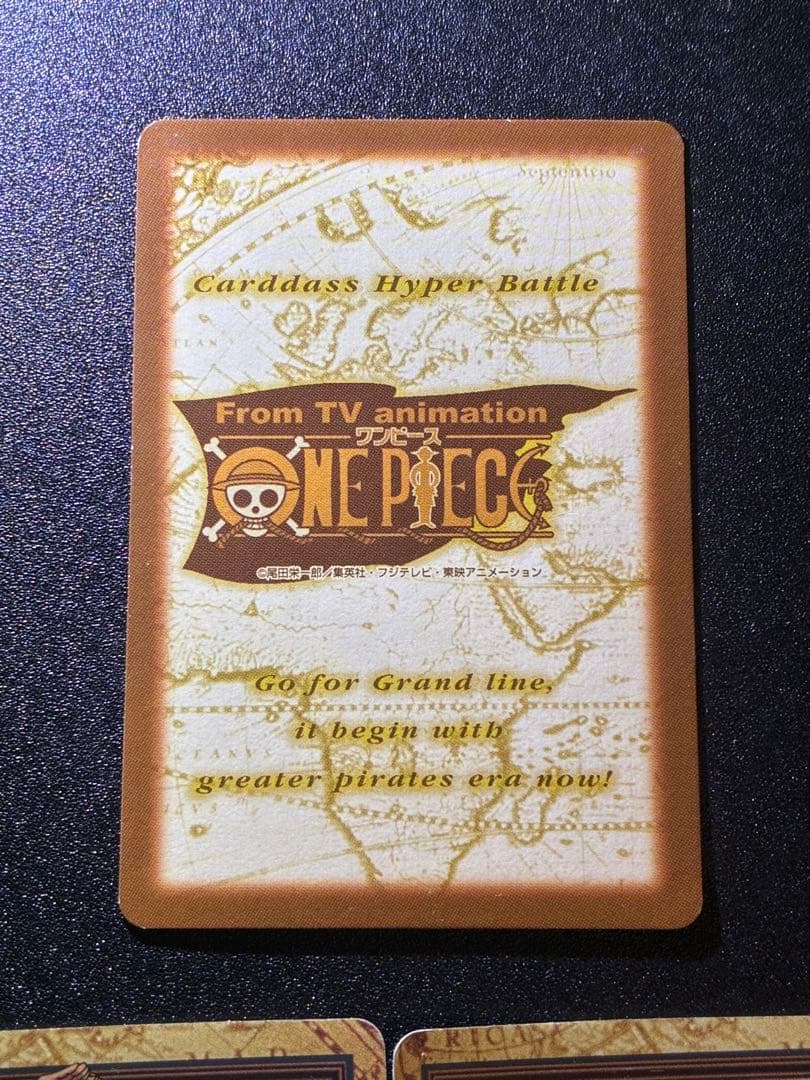 Septentrio
Carddass Hyper Battle
From TV animation
ワンピース
ONE PIECE
©尾田栄一郎／集英社・フジテレビ・東映アニメーション
Go for Grand line,
it begin with
greater pirates era now!